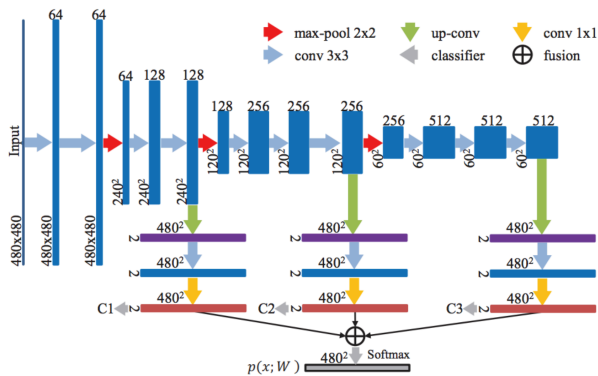 64
64
max-pool 2x2
up-conv
conv 1x1
conv 3x3
classifier
fusion
64
128
128
128
256
256
256
256
512
512
512
Input
480x480
480x480
480x480
240²
240²
240²
120²
120²
120²
120²
60²
60²
60²
60²
480²
2
480²
2
480²
2
480²
2
480²
2
480²
2
C1
480²
2
C2
480²
2
C3
480²
2
480²
Softmax
p(x;W)